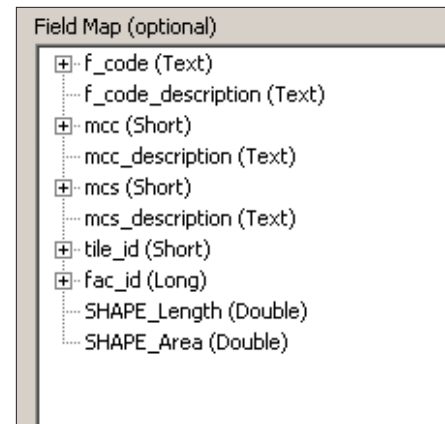 Field Map (optional)
f_code (Text)
f_code_description (Text)
mcc (Short)
mcc_description (Text)
mcs (Short)
mcs_description (Text)
tile_id (Short)
fac_id (Long)
SHAPE_Length (Double)
SHAPE_Area (Double)